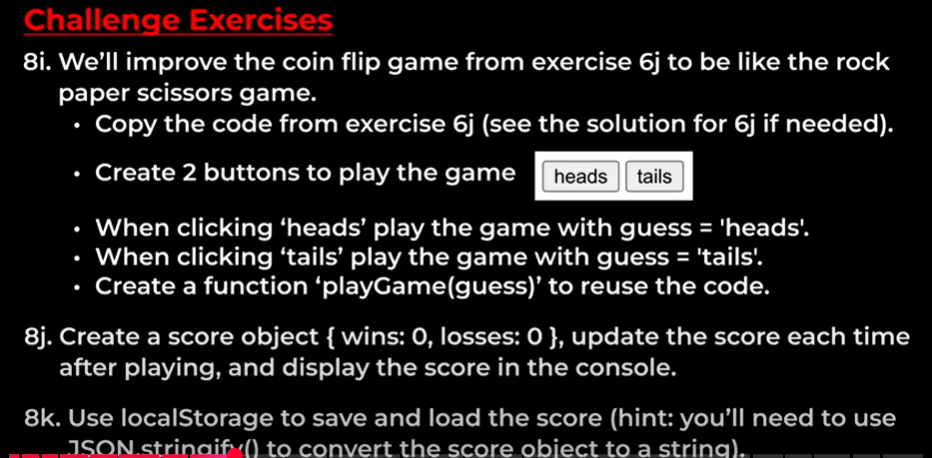 Challenge Exercises
8i. We’ll improve the coin flip game from exercise 6j to be like the rock
paper scissors game.
• Copy the code from exercise 6j (see the solution for 6j if needed).
• Create 2 buttons to play the game heads tails
• When clicking ‘heads’ play the game with guess = 'heads'.
• When clicking ‘tails’ play the game with guess = 'tails'.
• Create a function ‘playGame(guess)’ to reuse the code.
8j. Create a score object { wins: 0, losses: 0 }, update the score each time
after playing, and display the score in the console.
8k. Use localStorage to save and load the score (hint: you’ll need to use
JSON.stringify() to convert the score object to a string).